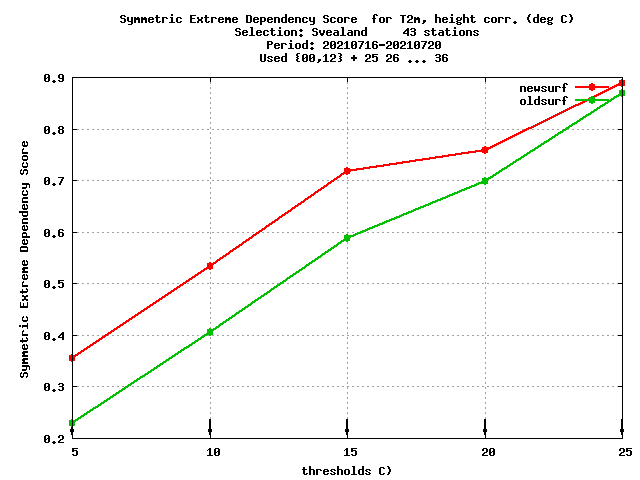 Symmetric Extreme Dependency Score  for T2m, height corr. (deg C)
Selection: Svealand     43 stations
Period: 20210716-20210720
Used {00,12} + 25 26 ... 36
newsurf
oldsurf
Symmetric Extreme Dependency Score
0.9
0.8
0.7
0.6
0.5
0.4
0.3
0.2
5 10 15 20 25
thresholds C)